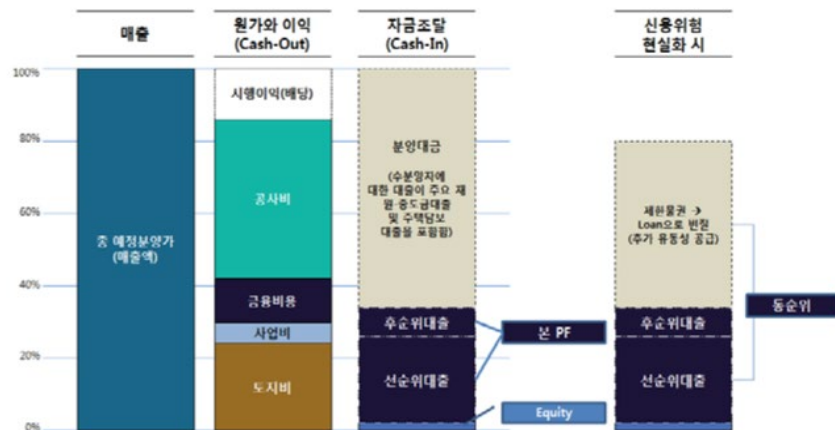 매출
원가와 이익
(Cash-Out)
자금조달
(Cash-In)
신용위험
현실화 시
100%
80%
60%
40%
20%
0%
총 예정분양가
(매출액)
시행이익(배당)
공사비
금융비용
사업비
토지비
분양대금
(수분양자에
대한 대출이 주요 재
원-중도금대출
및 주택담보
대출을 포함함)
후순위대출
선순위대출
본 PF
Equity
제한물권 →
Loan으로 변질
(추가 유동성 공급)
후순위대출
선순위대출
동순위